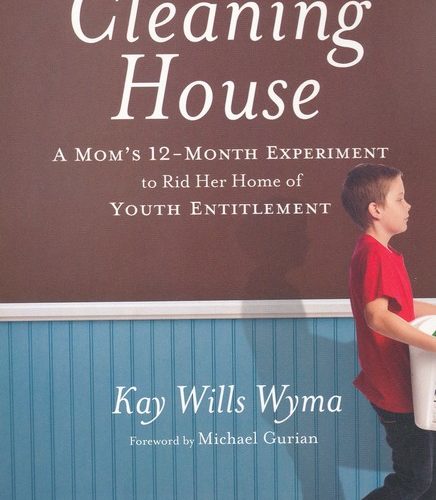 Cleaning
House
A Mom's 12-Month Experiment
to Rid Her Home of
Youth Entitlement
Kay Wills Wyma
Foreword by Michael Gurian